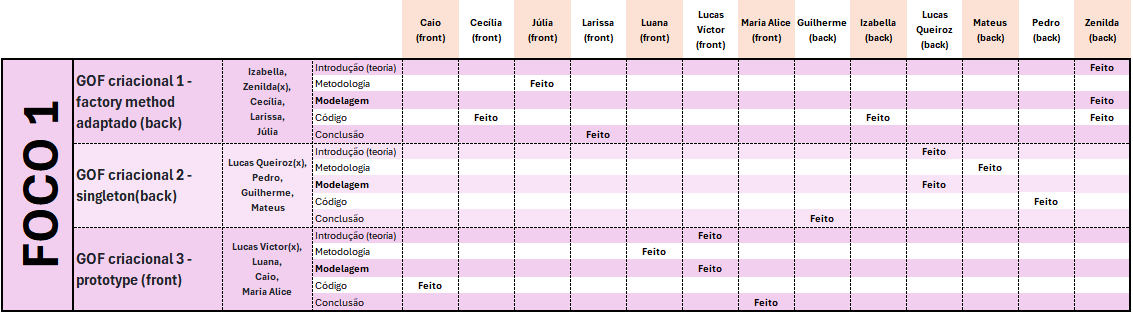 Caio (front) Cecília (front) Júlia (front) Larissa (front) Luana (front) Lucas Víctor (front) Maria Alice (front) Guilherme (back) Izabella (back) Lucas Queiroz (back) Mateus (back) Pedro (back) Zenilda (back)
FOCO 1
GOF criacional 1 -
factory method
adaptado (back)
Izabella,
Zenilda(x),
Cecília,
Larissa,
Júlia
Introdução (teoria) Feito
Metodologia Feito
Modelagem Feito
Código Feito Feito Feito
Conclusão Feito
GOF criacional 2 -
singleton(back)
Lucas Queiroz(x),
Pedro,
Guilherme,
Mateus
Introdução (teoria) Feito
Metodologia Feito
Modelagem Feito
Código Feito
Conclusão Feito
GOF criacional 3 -
prototype (front)
Lucas Victor(x),
Luana,
Caio,
Maria Alice
Introdução (teoria) Feito
Metodologia Feito
Modelagem Feito
Código Feito
Conclusão Feito